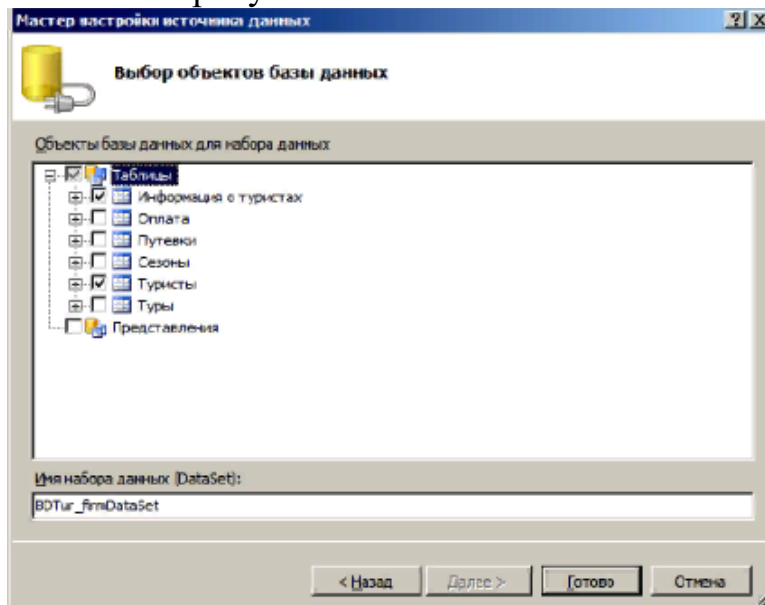 Мастер настройки источника данных
Выбор объектов базы данных
Объекты базы данных для набора данных
Таблицы
Информация о туристах
Оплата
Путевки
Сезоны
Туристы
Туры
Представления
Имя набора данных (DataSet):
BDTur_firmDataSet
< Назад Далее > Готово Отмена